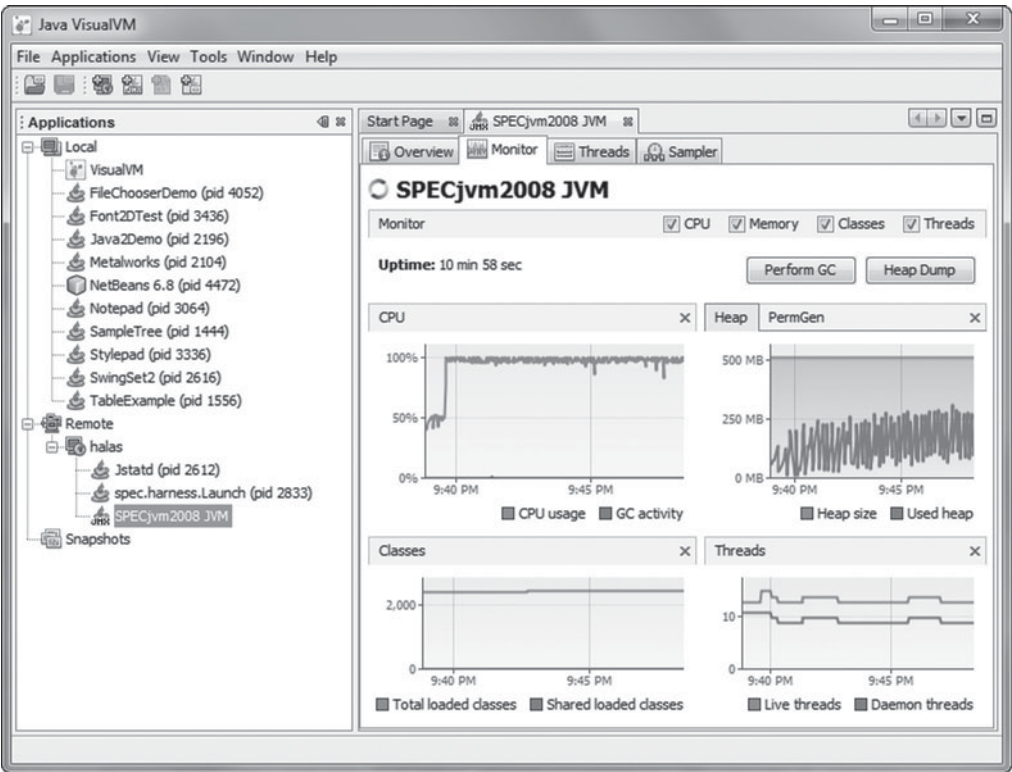 Java VisualVM
File Applications View Tools Window Help
Applications
Local
VisualVM
FileChooserDemo (pid 4052)
Font2DTest (pid 3436)
Java2Demo (pid 2196)
Metalworks (pid 2104)
NetBeans 6.8 (pid 4472)
Notepad (pid 3064)
SampleTree (pid 1444)
Stylepad (pid 3336)
SwingSet2 (pid 2616)
TableExample (pid 1556)
Remote
halas
Jstatd (pid 2612)
spec.harness.Launch (pid 2833)
JMX SPECjvm2008 JVM
Snapshots
Start Page JMX SPECjvm2008 JVM
Overview Monitor Threads Sampler
SPECjvm2008 JVM
Monitor CPU Memory Classes Threads
Uptime: 10 min 58 sec Perform GC Heap Dump
CPU
100%
50%
0%
9:40 PM 9:45 PM
CPU usage GC activity
Heap PermGen
500 MB
250 MB
0 MB
9:40 PM 9:45 PM
Heap size Used heap
Classes
2,000
0
9:40 PM 9:45 PM
Total loaded classes Shared loaded classes
Threads
10
0
9:40 PM 9:45 PM
Live threads Daemon threads